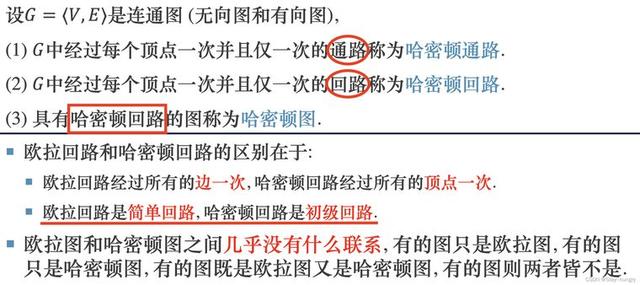 设G = ⟨V, E⟩是连通图 (无向图和有向图),
(1) G中经过每个顶点一次并且仅一次的通路称为哈密顿通路.
(2) G中经过每个顶点一次并且仅一次的回路称为哈密顿回路.
(3) 具有哈密顿回路的图称为哈密顿图.
▪ 欧拉回路和哈密顿回路的区别在于:
▪ 欧拉回路经过所有的边一次, 哈密顿回路经过所有的顶点一次.
▪ 欧拉回路是简单回路, 哈密顿回路是初级回路.
▪ 欧拉图和哈密顿图之间几乎没有什么联系, 有的图只是欧拉图, 有的图
只是哈密顿图, 有的图既是欧拉图又是哈密顿图, 有的图则两者皆不是.